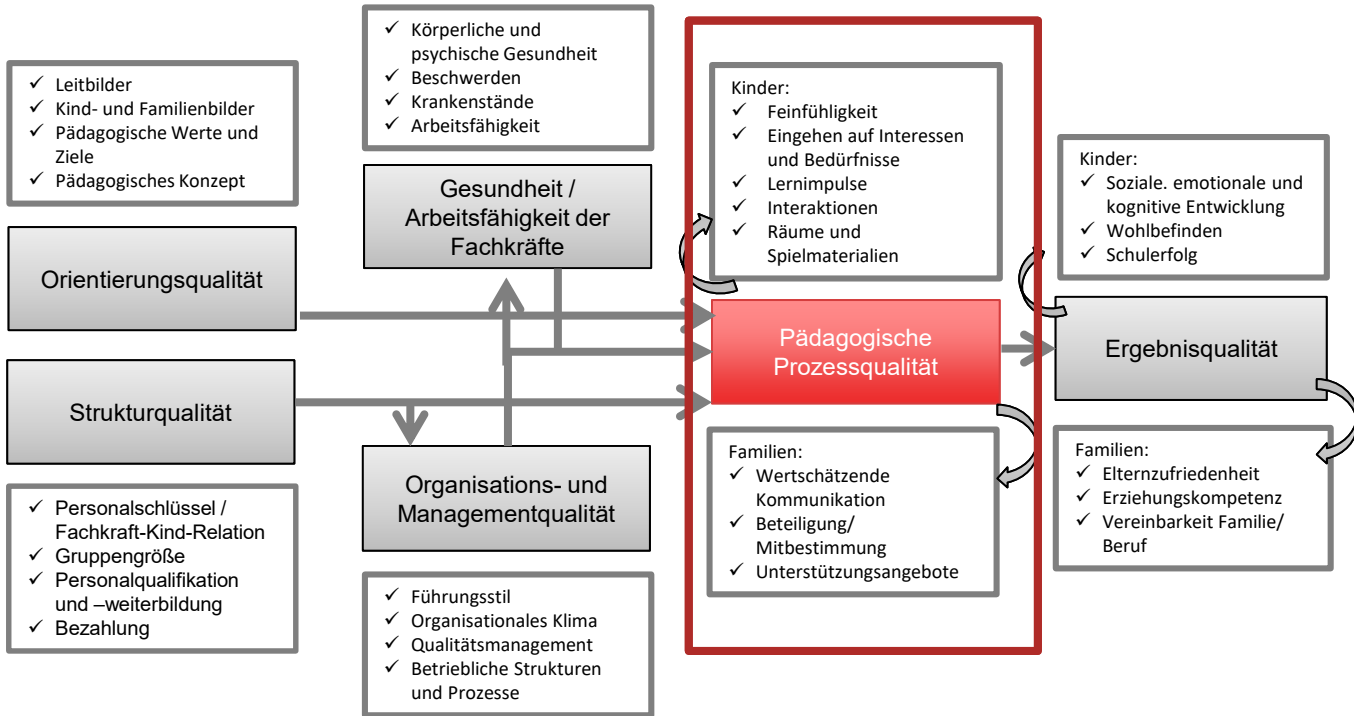 Leitbilder
Kind- und Familienbilder
Pädagogische Werte und
Ziele
Pädagogisches Konzept
Orientierungsqualität
Strukturqualität
Personalschlüssel /
Fachkraft-Kind-Relation
Gruppengröße
Personalqualifikation
und –weiterbildung
Bezahlung
Körperliche und
psychische Gesundheit
Beschwerden
Krankenstände
Arbeitsfähigkeit
Gesundheit /
Arbeitsfähigkeit der
Fachkräfte
Organisations- und
Managementqualität
Führungsstil
Organisationales Klima
Qualitätsmanagement
Betriebliche Strukturen
und Prozesse
Kinder:
Feinfühligkeit
Eingehen auf Interessen
und Bedürfnisse
Lernimpulse
Interaktionen
Räume und
Spielmaterialien
Pädagogische
Prozessqualität
Familien:
Wertschätzende
Kommunikation
Beteiligung/
Mitbestimmung
Unterstützungsangebote
Kinder:
Soziale. emotionale und
kognitive Entwicklung
Wohlbefinden
Schulerfolg
Ergebnisqualität
Familien:
Elternzufriedenheit
Erziehungskompetenz
Vereinbarkeit Familie/
Beruf